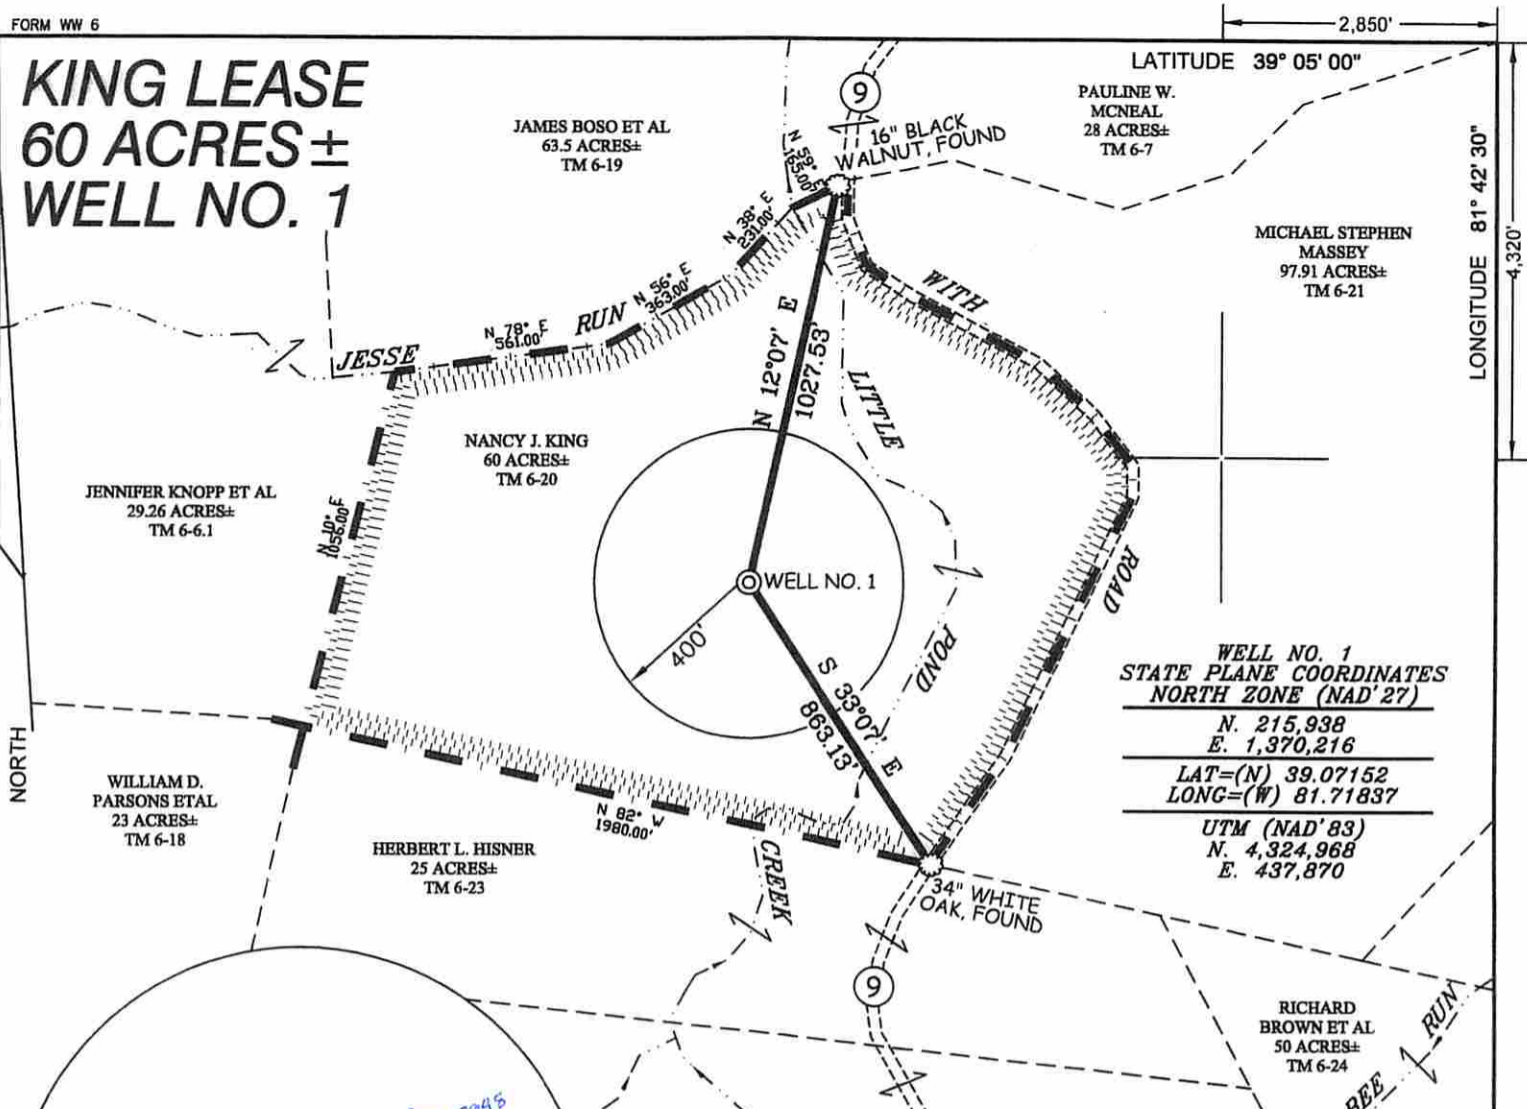 FORM WW 6
2,850'
KING LEASE
60 ACRES±
WELL NO. 1
LATITUDE 39° 05' 00"
LONGITUDE 81° 42' 30"
4,320'
JAMES BOSO ET AL
63.5 ACRES±
TM 6-19
9
16" BLACK
WALNUT, FOUND
PAULINE W.
MCNEAL
28 ACRES±
TM 6-7
MICHAEL STEPHEN
MASSEY
97.91 ACRES±
TM 6-21
N 59° E
165.00'
N 38° E
231.00'
N 56° E
363.00'
N 78° E
561.00'
JESSE
RUN
WITH
ROAD
LITTLE
POND
CREEK
N 12°07' E
1027.53'
NANCY J. KING
60 ACRES±
TM 6-20
JENNIFER KNOPP ET AL
29.26 ACRES±
TM 6-6.1
N 10° E
1056.00'
WELL NO. 1
400'
S 33°07' E
863.13'
WELL NO. 1
STATE PLANE COORDINATES
NORTH ZONE (NAD'27)
N. 215,938
E. 1,370,216
LAT=(N) 39.07152
LONG=(W) 81.71837
UTM (NAD'83)
N. 4,324,968
E. 437,870
NORTH
WILLIAM D.
PARSONS ETAL
23 ACRES±
TM 6-18
N 82° W
1980.00'
HERBERT L. HISNER
25 ACRES±
TM 6-23
34" WHITE
OAK, FOUND
9
RICHARD
BROWN ET AL
50 ACRES±
TM 6-24
BEE RUN